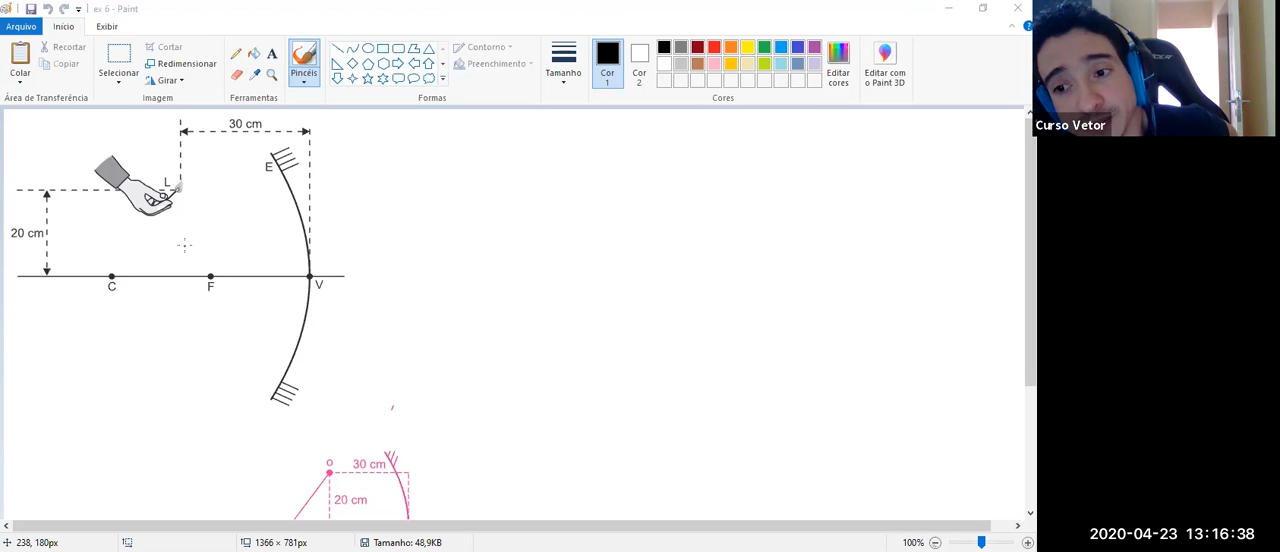 ex 6 - Paint
Arquivo Início Exibir
Colar
Recortar
Copiar
Área de Transferência
Selecionar
Cortar
Redimensionar
Girar
Imagem
A
Ferramentas
Pincéis
Contorno
Preenchimento
Formas
Tamanho
Cor 1
Cor 2
Editar cores
Cores
Editar com o Paint 3D
Curso Vetor
30 cm
E
L
20 cm
C F V
o
30 cm
20 cm
238, 180px
1366 × 781px
Tamanho: 48,9KB
100%
2020-04-23 13:16:38